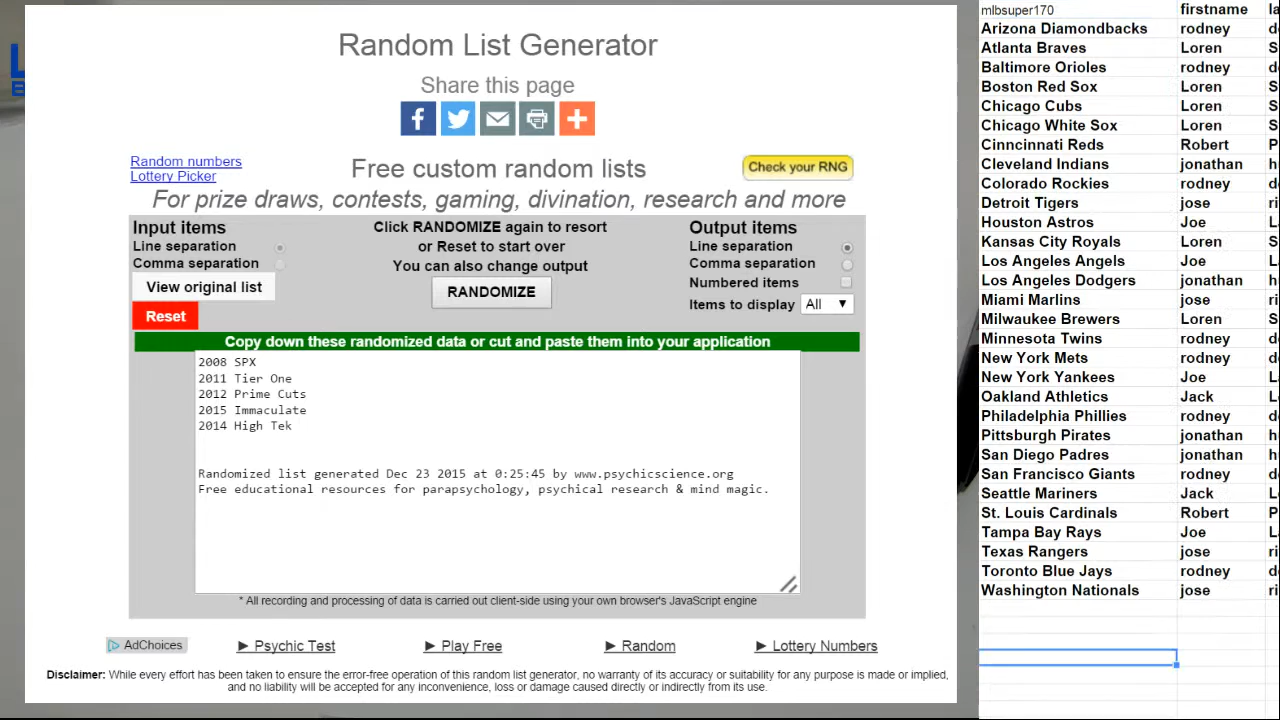 Random List Generator
Share this page
Random numbers
Lottery Picker
Free custom random lists
Check your RNG
For prize draws, contests, gaming, divination, research and more
Input items
Line separation
Comma separation
View original list
Reset
Click RANDOMIZE again to resort
or Reset to start over
You can also change output
RANDOMIZE
Output items
Line separation
Comma separation
Numbered items
Items to display All
Copy down these randomized data or cut and paste them into your application
2008 SPX
2011 Tier One
2012 Prime Cuts
2015 Immaculate
2014 High Tek
Randomized list generated Dec 23 2015 at 0:25:45 by www.psychicscience.org
Free educational resources for parapsychology, psychical research & mind magic.
* All recording and processing of data is carried out client-side using your own browser's JavaScript engine
AdChoices
► Psychic Test
► Play Free
► Random
► Lottery Numbers
Disclaimer: While every effort has been taken to ensure the error-free operation of this random list generator, no warranty of its accuracy or suitability for any purpose is made or implied,
and no liability will be accepted for any inconvenience, loss or damage caused directly or indirectly from its use.
mlbsuper170 firstname
Arizona Diamondbacks rodney
Atlanta Braves Loren
Baltimore Orioles rodney
Boston Red Sox Loren
Chicago Cubs Loren
Chicago White Sox Loren
Cinncinnati Reds Robert
Cleveland Indians jonathan
Colorado Rockies rodney
Detroit Tigers jose
Houston Astros Joe
Kansas City Royals Loren
Los Angeles Angels Joe
Los Angeles Dodgers jonathan
Miami Marlins jose
Milwaukee Brewers Loren
Minnesota Twins rodney
New York Mets rodney
New York Yankees Joe
Oakland Athletics Jack
Philadelphia Phillies rodney
Pittsburgh Pirates jonathan
San Diego Padres jonathan
San Francisco Giants rodney
Seattle Mariners Jack
St. Louis Cardinals Robert
Tampa Bay Rays Joe
Texas Rangers jose
Toronto Blue Jays rodney
Washington Nationals jose